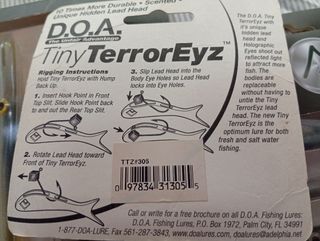 10 Times More Durable - Scented -
Unique Hidden Lead Head
D.O.A.
The Unfair Advantage
Tiny TerrorEyz™
Rigging Instructions
HOW: Tiny TerrorEyz with Hump
Back Up.
1. Insert Hook Point in Front
Top Slit. Slide Hook Point back
to and out the Rear Top Slit.
2. Rotate Lead Head toward
Front of Tiny TerrorEyz.
3. Slip Lead Head into the
Body Eye Holes so Lead Head
locks into Eye Holes.
The D.O.A. Tiny
TerrorEyz with
it's unique
hidden lead
head and
Holographic
Eyes shoot out
reflected light
to attract more
fish. The
bodies are
replaceable
without having to
untie the Tiny
TerrorEyz lead
head. The new Tiny
TerrorEyz is the
optimum lure for both
fresh and salt water
fishing.
TTZ#305
0 97834 31305 5
Call or write for a free brochure on all D.O.A. Fishing Lures:
D.O.A. Fishing Lures, P.O. Box 1972, Palm City, FL 34991
1-877-DOA-LURE, Fax 561-287-3843, www.doalures.com, doalures@adelphia.net